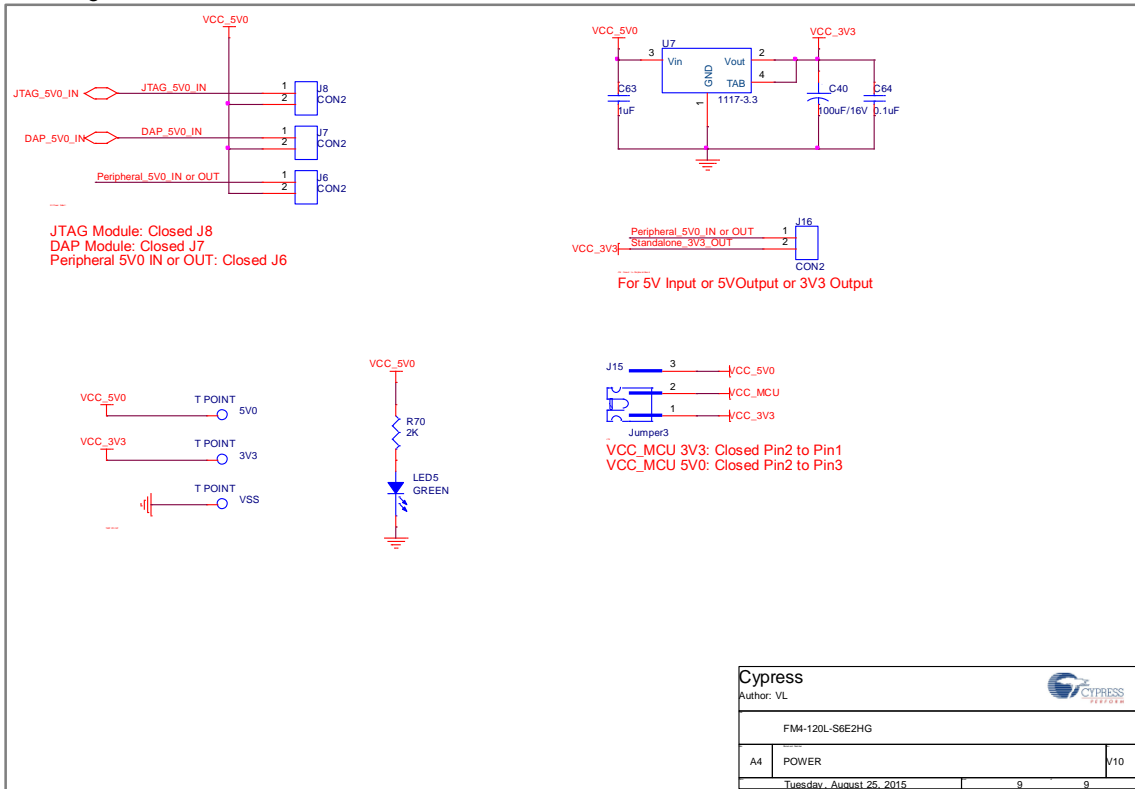 VCC_5V0
JTAG_5V0_IN
JTAG_5V0_IN
1
2
J8
CON2
DAP_5V0_IN
DAP_5V0_IN
1
2
J7
CON2
Peripheral_5V0_IN or OUT
1
2
J6
CON2
JTAG Module: Closed J8
DAP Module: Closed J7
Peripheral 5V0 IN or OUT: Closed J6
VCC_5V0
VCC_3V3
U7
3
Vin
Vout
2
GND
TAB
4
1
1117-3.3
C63
1uF
C40
100uF/16V
C64
0.1uF
J16
Peripheral_5V0_IN or OUT
1
VCC_3V3
Standalone_3V3_OUT
2
CON2
For 5V Input or 5VOutput or 3V3 Output
VCC_5V0
T POINT
5V0
VCC_3V3
T POINT
3V3
T POINT
VSS
VCC_5V0
R70
2K
LED5
GREEN
J15
3
VCC_5V0
2
VCC_MCU
1
VCC_3V3
Jumper3
VCC_MCU 3V3: Closed Pin2 to Pin1
VCC_MCU 5V0: Closed Pin2 to Pin3
Cypress
Author: VL
CYPRESS
PERFORM
FM4-120L-S6E2HG
A4
POWER
V10
Tuesday, August 25, 2015
9
9